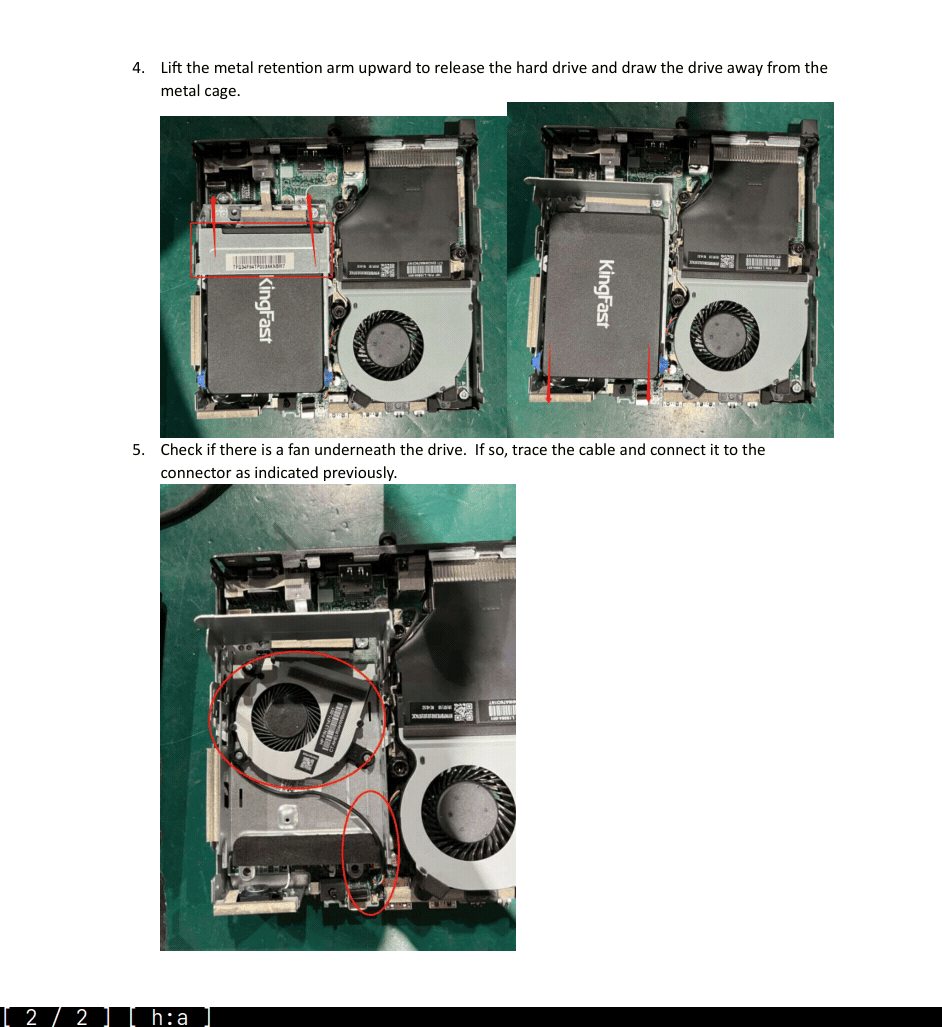 4. Lift the metal retention arm upward to release the hard drive and draw the drive away from the
metal cage.
KingFast
KingFast
5. Check if there is a fan underneath the drive.  If so, trace the cable and connect it to the
connector as indicated previously.
[ 2 / 2 ] [ h:a ]